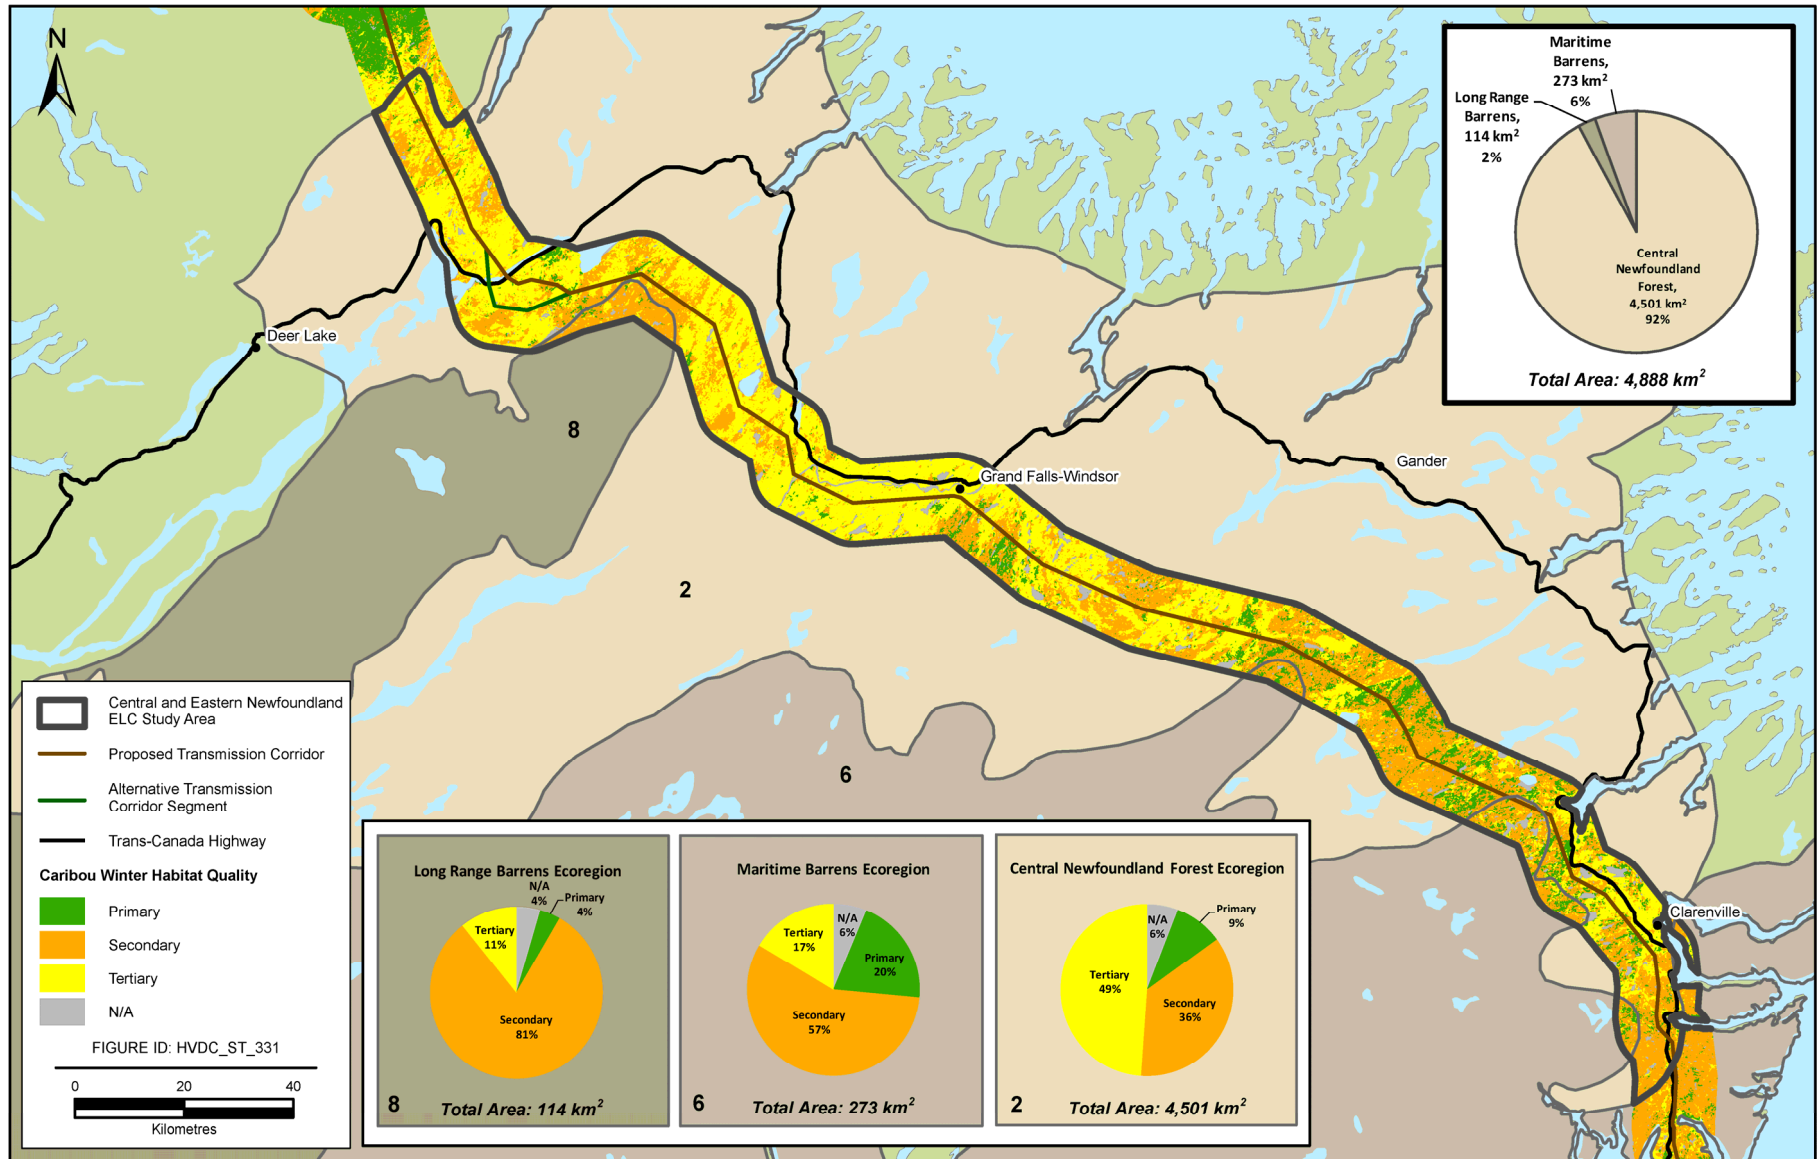 N
Maritime
Barrens,
273 km²
6%
Long Range
Barrens,
114 km²
2%
Central
Newfoundland
Forest,
4,501 km²
92%
Total Area: 4,888 km²
Deer Lake
8
Gander
Grand Falls-Windsor
2
6
Clarenville
Central and Eastern Newfoundland
ELC Study Area
Proposed Transmission Corridor
Alternative Transmission
Corridor Segment
Trans-Canada Highway
Caribou Winter Habitat Quality
Primary
Secondary
Tertiary
N/A
FIGURE ID: HVDC_ST_331
0 20 40
Kilometres
Long Range Barrens Ecoregion
N/A
4%
Primary
4%
Tertiary
11%
Secondary
81%
8 Total Area: 114 km²
Maritime Barrens Ecoregion
N/A
6%
Tertiary
17%
Primary
20%
Secondary
57%
6 Total Area: 273 km²
Central Newfoundland Forest Ecoregion
N/A
6%
Primary
9%
Tertiary
49%
Secondary
36%
2 Total Area: 4,501 km²